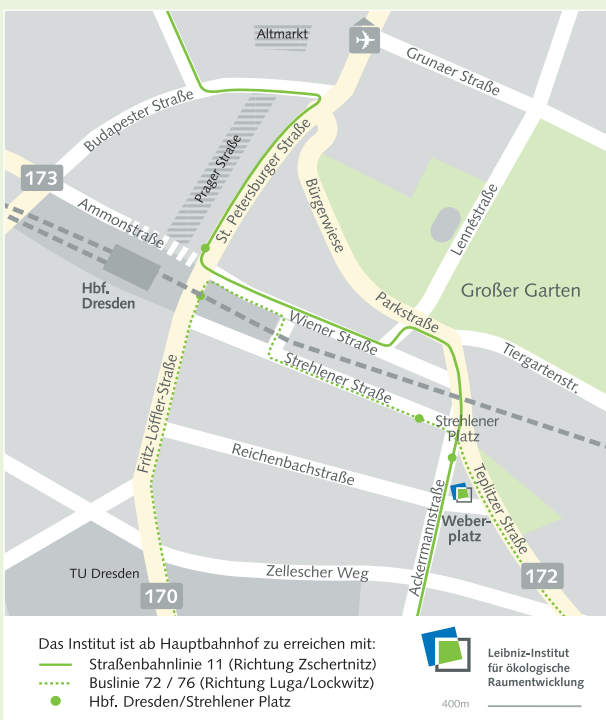 Altmarkt
Grunaer Straße
Budapester Straße
Prager Straße
St. Petersburger Straße
Bürgerwiese
Lennéstraße
173
Ammonstraße
Hbf.
Dresden
Großer Garten
Parkstraße
Wiener Straße
Tiergartenstr.
Strehlener Straße
Strehlener
Platz
Fritz-Löffler-Straße
Reichenbachstraße
Teplitzer Straße
Weber-
platz
Ackerrmannstraße
Zellescher Weg
TU Dresden
172
170
Das Institut ist ab Hauptbahnhof zu erreichen mit:
Straßenbahnlinie 11 (Richtung Zschertnitz)
Buslinie 72 / 76 (Richtung Luga/Lockwitz)
Hbf. Dresden/Strehlener Platz
Leibniz-Institut
für ökologische
Raumentwicklung
400m